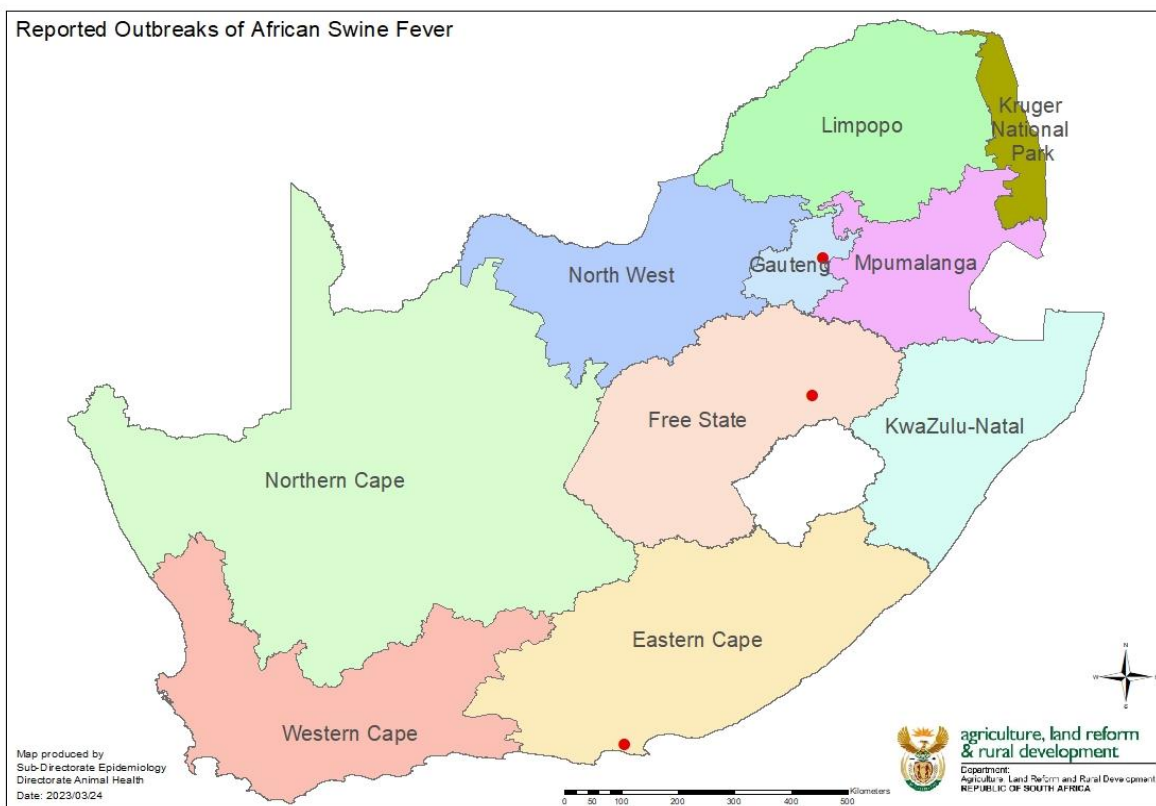 Reported Outbreaks of African Swine Fever
Limpopo
Kruger
National
Park
North West
Gauteng
Mpumalanga
Free State
KwaZulu-Natal
Northern Cape
Eastern Cape
Western Cape
N
W
S
Map produced by
Sub-Directorate Epidemiology
Directorate Animal Health
Date: 2023/03/24
Kilometers
0 50 100 200 300 400 500
agriculture, land reform
& rural development
Department:
Agriculture, Land Reform and Rural Development
REPUBLIC OF SOUTH AFRICA